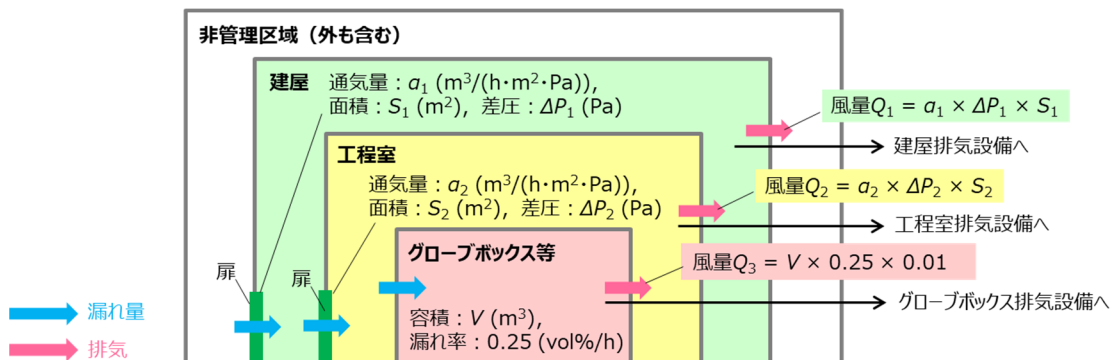 非管理区域（外も含む）
建屋 通気量：a1 (m3/(h･m2･Pa)),
面積：S1 (m2), 差圧：ΔP1 (Pa)
風量Q1 = a1 × ΔP1 × S1
建屋排気設備へ
工程室
通気量：a2 (m3/(h･m2･Pa)),
面積：S2 (m2), 差圧：ΔP2 (Pa)
風量Q2 = a2 × ΔP2 × S2
工程室排気設備へ
グローブボックス等
風量Q3 = V × 0.25 × 0.01
グローブボックス排気設備へ
扉
扉
容積：V (m3),
漏れ率：0.25 (vol%/h)
漏れ量
排気